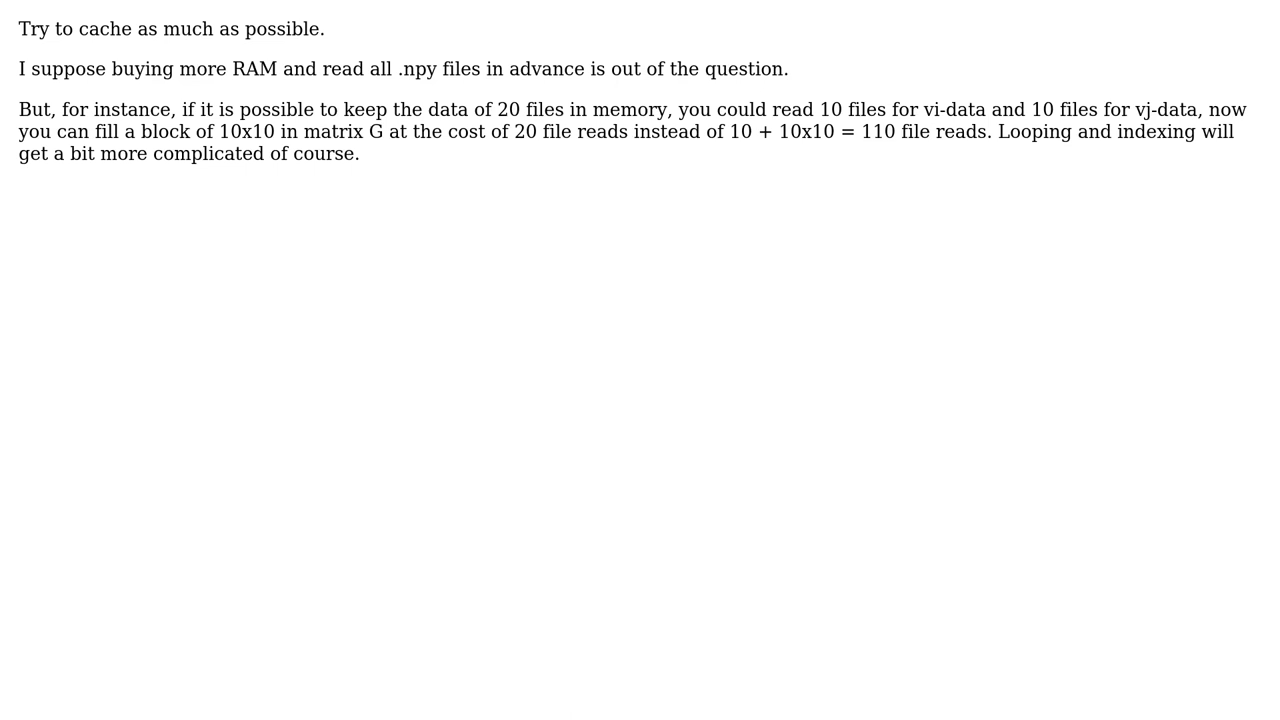 Try to cache as much as possible.
I suppose buying more RAM and read all .npy files in advance is out of the question.
But, for instance, if it is possible to keep the data of 20 files in memory, you could read 10 files for vi-data and 10 files for vj-data, now
you can fill a block of 10x10 in matrix G at the cost of 20 file reads instead of 10 + 10x10 = 110 file reads. Looping and indexing will
get a bit more complicated of course.